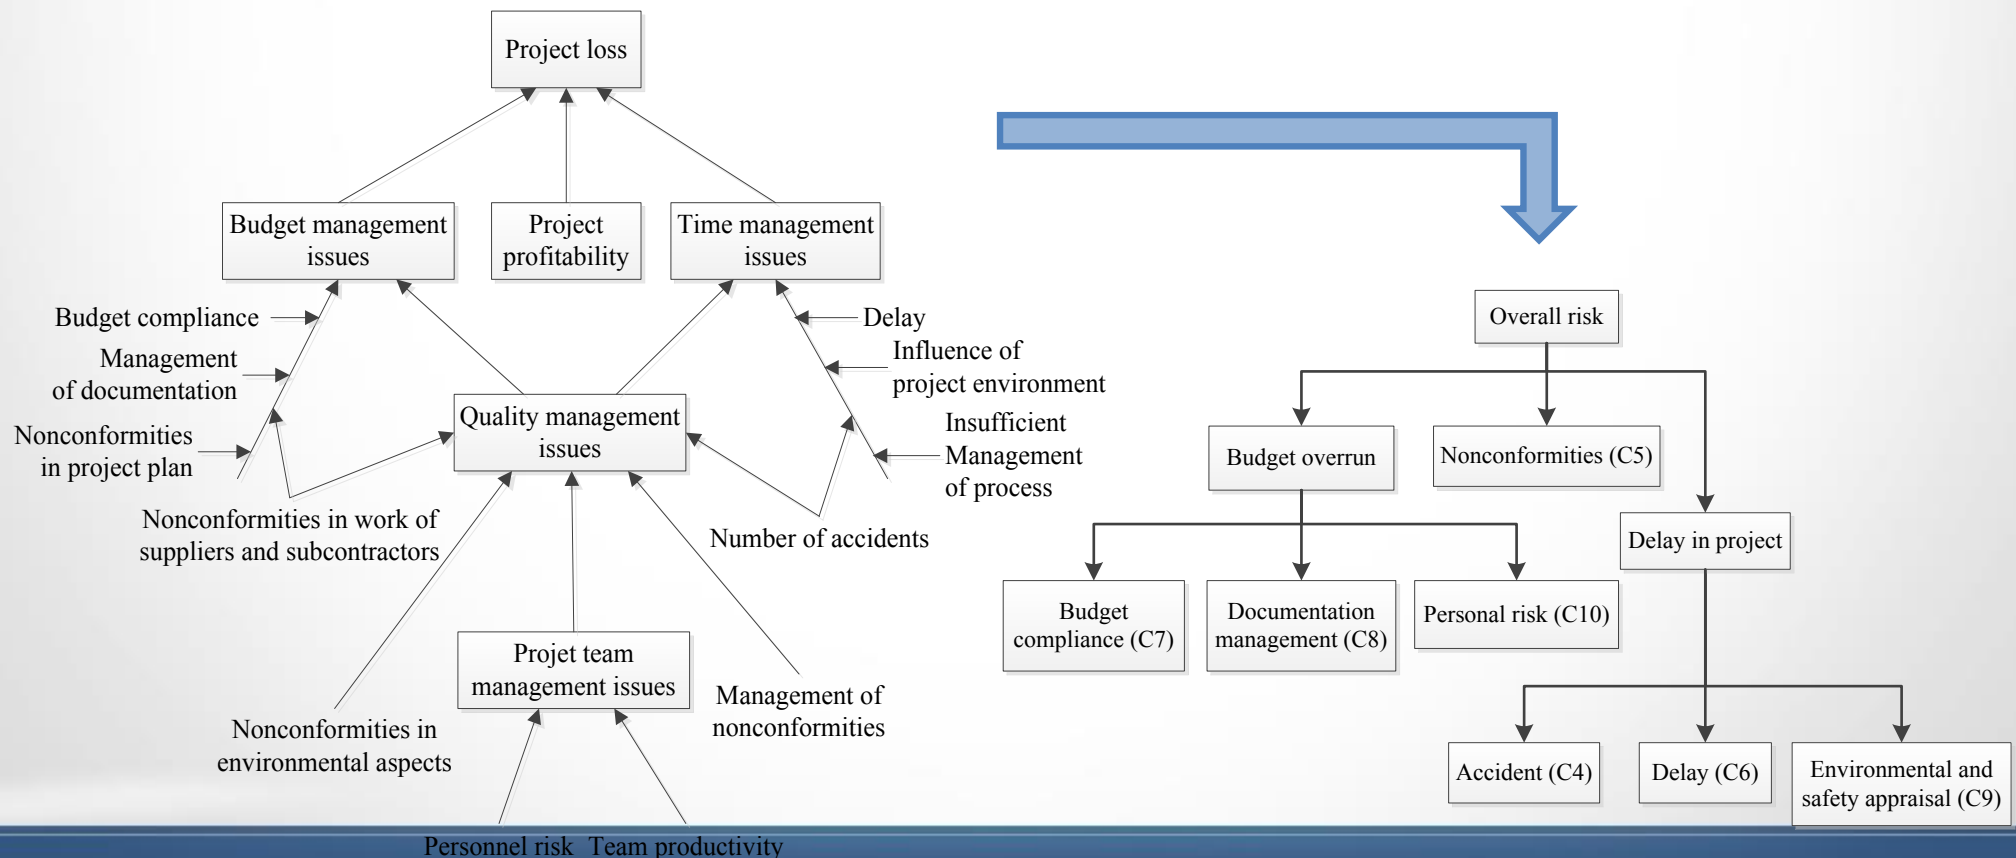 Project loss
Budget management
issues
Project
profitability
Time management
issues
Budget compliance
Management
of documentation
Nonconformities
in project plan
Delay
Influence of
project environment
Insufficient
Management
of process
Quality management
issues
Nonconformities in work of
suppliers and subcontractors
Number of accidents
Projet team
management issues
Nonconformities in
environmental aspects
Management of
nonconformities
Personnel risk
Team productivity
Overall risk
Budget overrun
Nonconformities (C5)
Delay in project
Budget
compliance (C7)
Documentation
management (C8)
Personal risk (C10)
Accident (C4)
Delay (C6)
Environmental and
safety appraisal (C9)